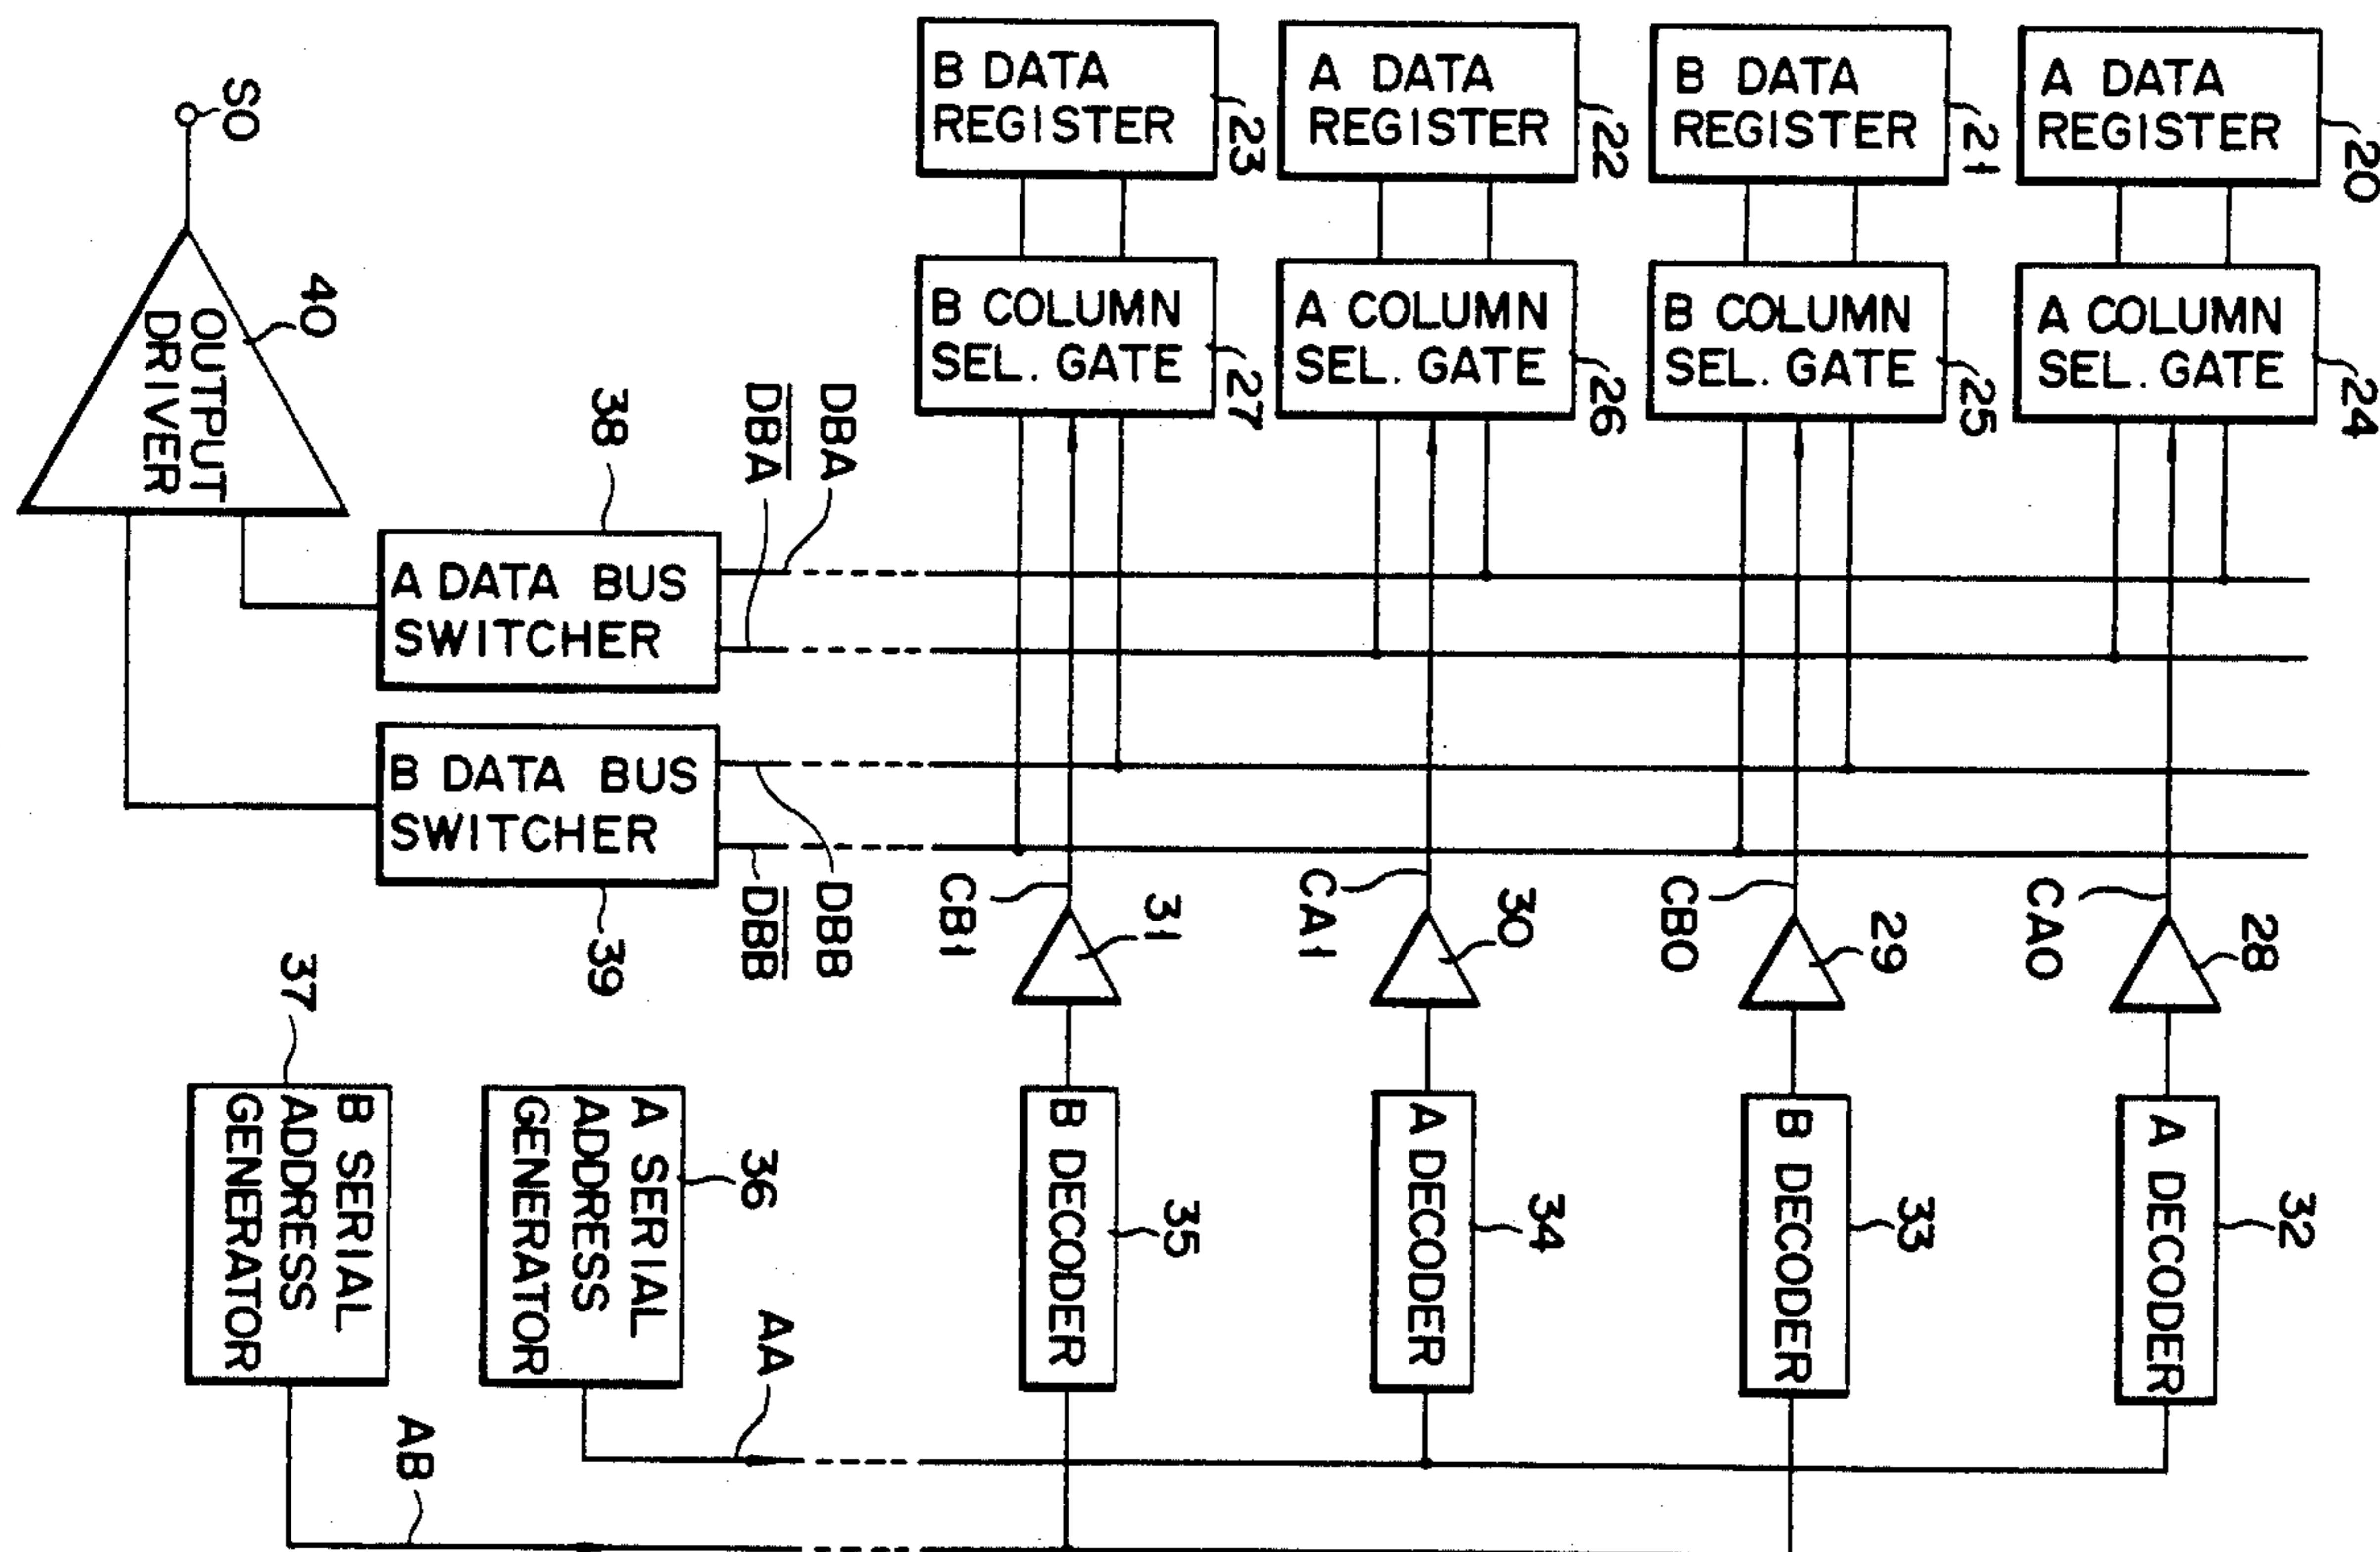 B DATA
REGISTER
23
A DATA
REGISTER
22
B DATA
REGISTER
21
A DATA
REGISTER
20
SO
B COLUMN
SEL. GATE
27
A COLUMN
SEL. GATE
26
B COLUMN
SEL. GATE
25
A COLUMN
SEL. GATE
24
OUTPUT
DRIVER
40
38
DBA
D̅B̅A̅
A DATA BUS
SWITCHER
B DATA BUS
SWITCHER
39
DBB
D̅B̅B̅
CB1
31
CA1
30
CB0
29
CA0
28
37
B SERIAL
ADDRESS
GENERATOR
A SERIAL
ADDRESS
GENERATOR
36
B DECODER
35
A DECODER
34
B DECODER
33
A DECODER
32
AA
AB